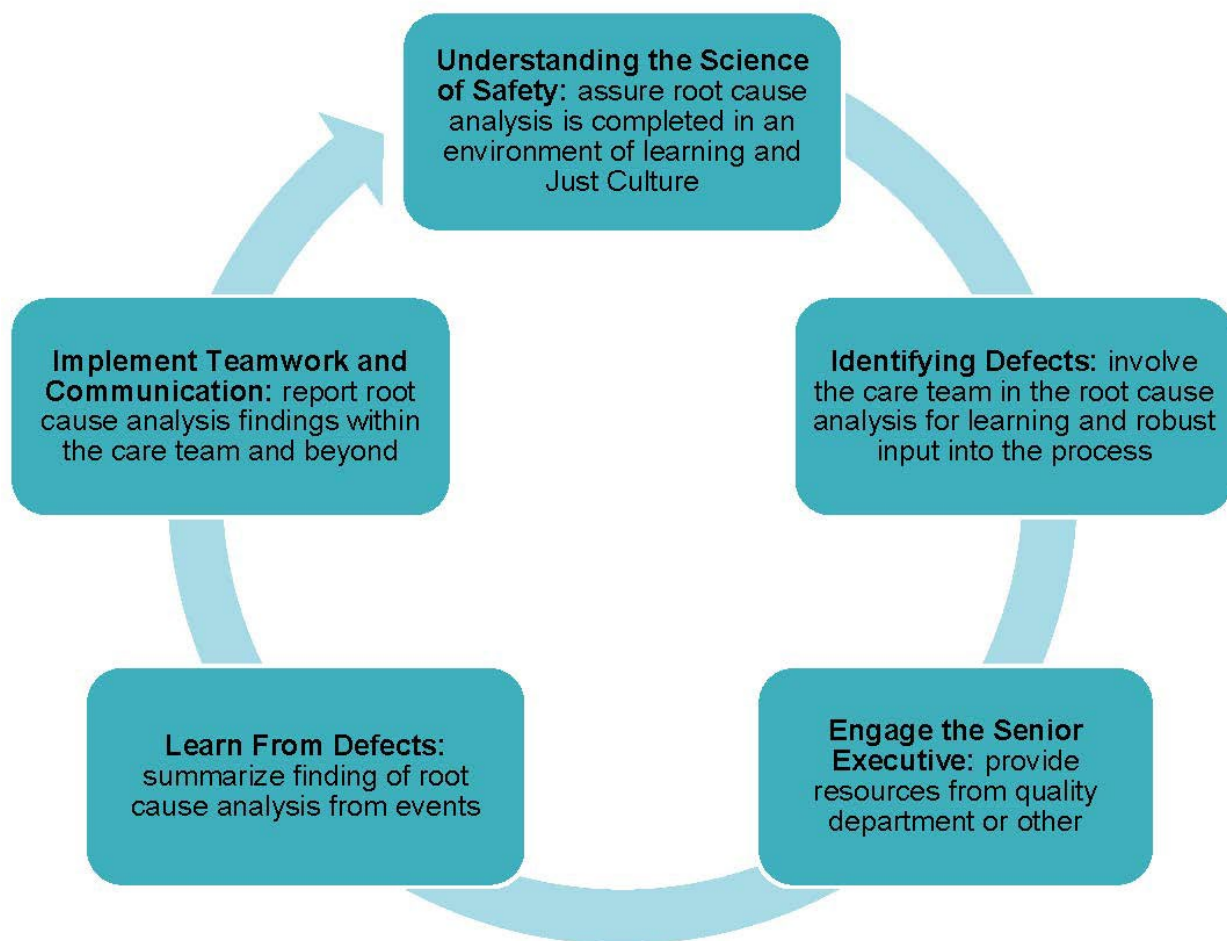 Understanding the Science
of Safety: assure root cause
analysis is completed in an
environment of learning and
Just Culture
Identifying Defects: involve
the care team in the root cause
analysis for learning and robust
input into the process
Engage the Senior
Executive: provide
resources from quality
department or other
Learn From Defects:
summarize finding of root
cause analysis from events
Implement Teamwork and
Communication: report root
cause analysis findings within
the care team and beyond